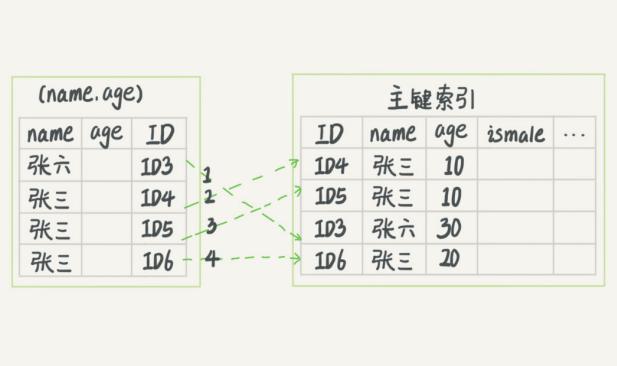 (name.age)
name age ID
张六 ID3
张三 ID4
张三 ID5
张三 ID6
1
2
3
4
主键索引
ID name age ismale ...
ID4 张三 10
ID5 张三 10
ID3 张六 30
ID6 张三 20